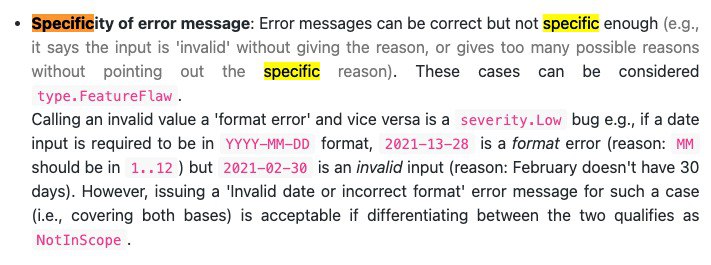 • Specificity of error message: Error messages can be correct but not specific enough (e.g.,
it says the input is 'invalid' without giving the reason, or gives too many possible reasons
without pointing out the specific reason). These cases can be considered
type.FeatureFlaw .
Calling an invalid value a 'format error' and vice versa is a severity.Low bug e.g., if a date
input is required to be in YYYY-MM-DD format, 2021-13-28 is a format error (reason: MM
should be in 1..12 ) but 2021-02-30 is an invalid input (reason: February doesn't have 30
days). However, issuing a 'Invalid date or incorrect format' error message for such a case
(i.e., covering both bases) is acceptable if differentiating between the two qualifies as
NotInScope .